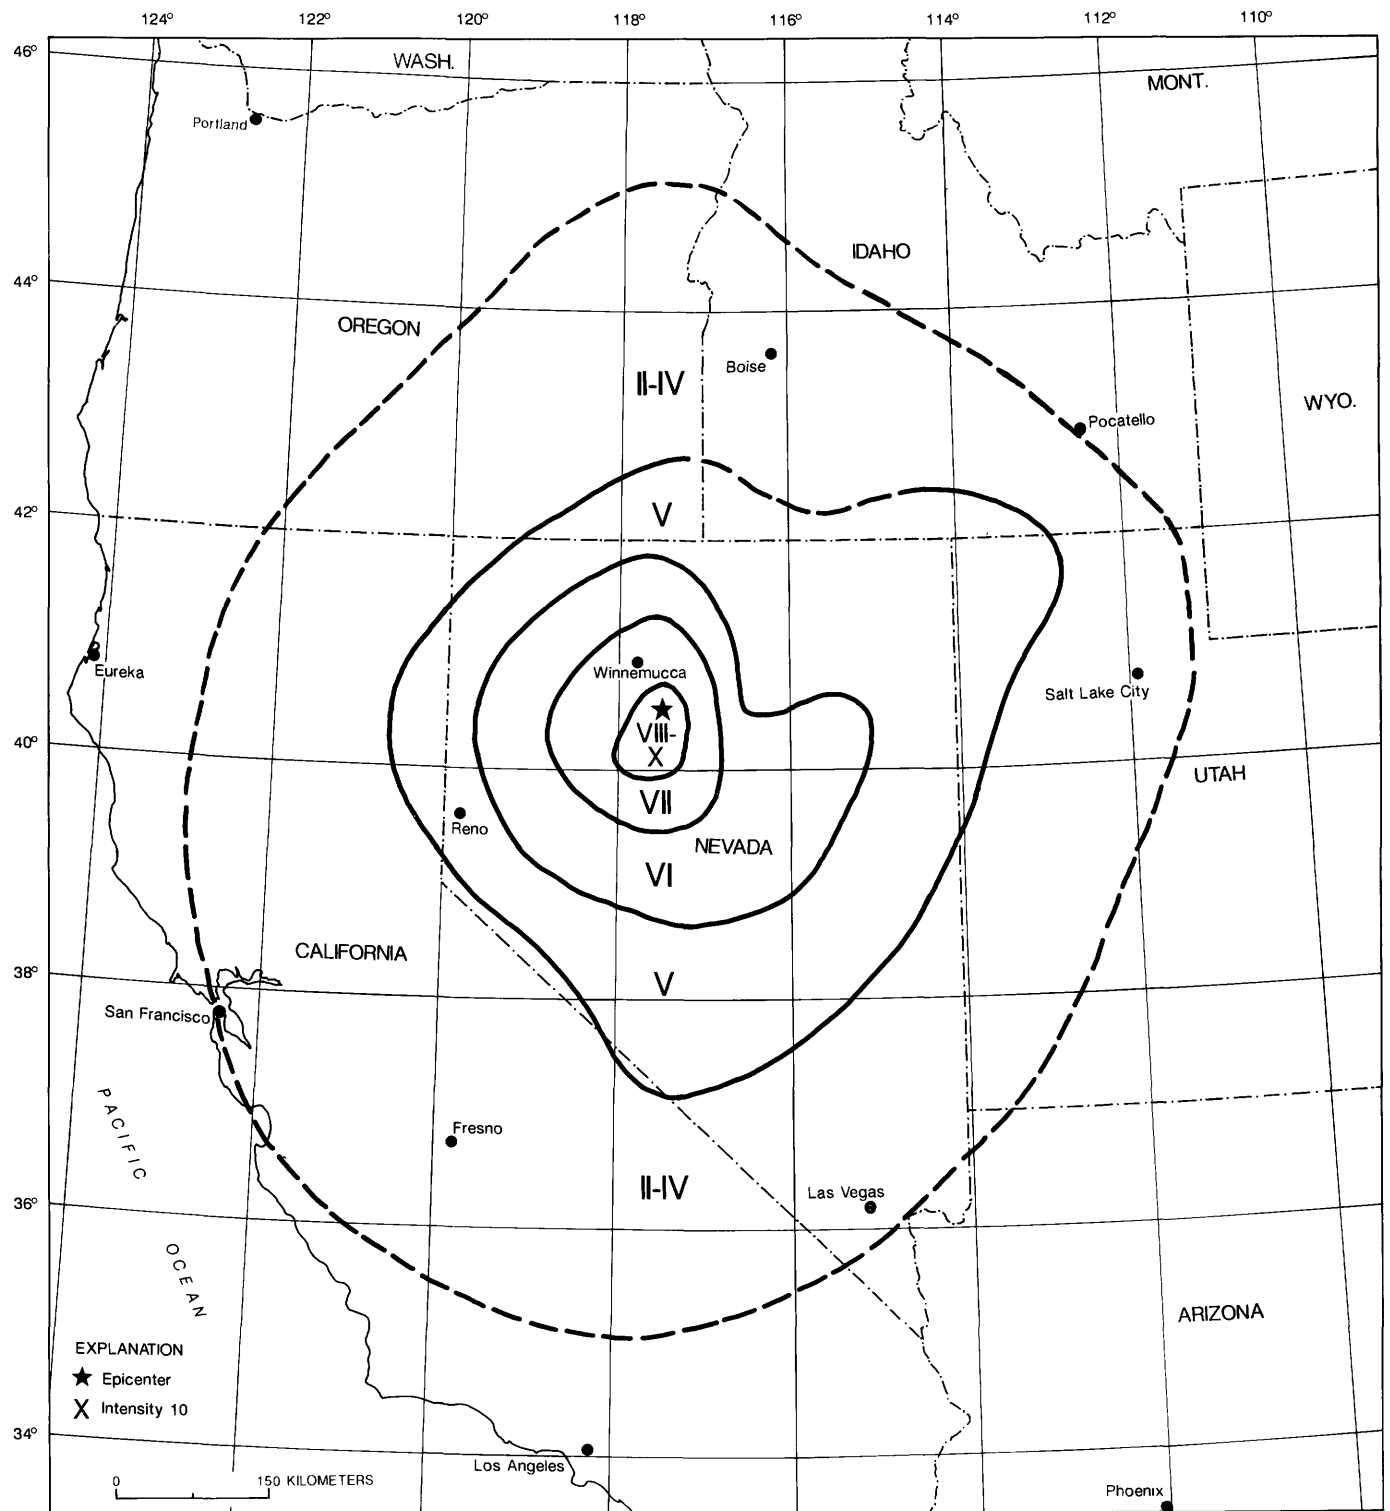 124° 122° 120° 118° 116° 114° 112° 110°
46°
WASH.
MONT.
Portland
IDAHO
44°
OREGON
Boise
II-IV
WYO.
Pocatello
42°
V
Eureka
Winnemucca
Salt Lake City
VIII-
X
40°
UTAH
VII
Reno
NEVADA
VI
CALIFORNIA
38°
V
San Francisco
PACIFIC
Fresno
II-IV
Las Vegas
36°
OCEAN
ARIZONA
EXPLANATION
Epicenter
X Intensity 10
34°
Los Angeles
0 150 KILOMETERS
Phoenix